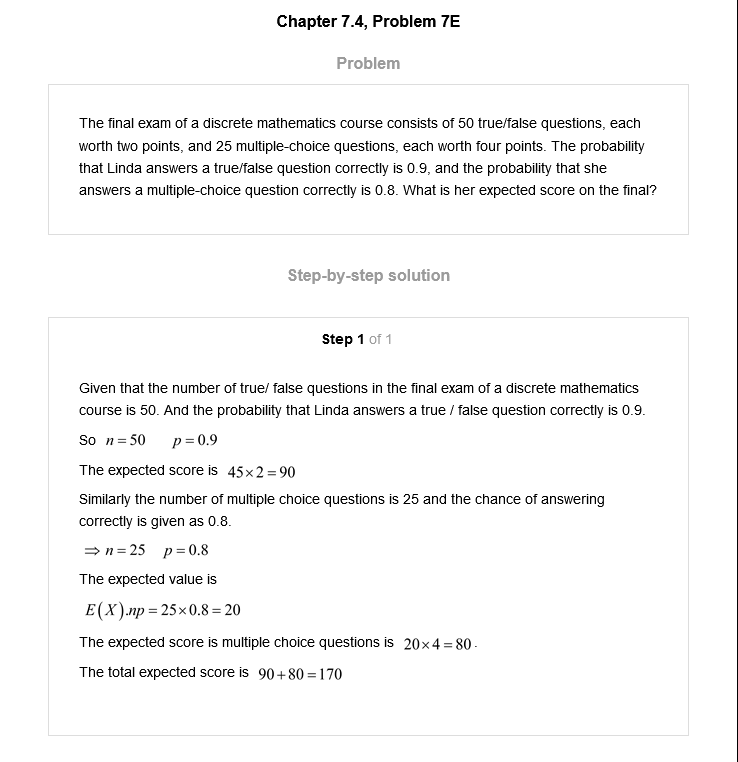 Chapter 7.4, Problem 7E
Problem
The final exam of a discrete mathematics course consists of 50 true/false questions, each
worth two points, and 25 multiple-choice questions, each worth four points. The probability
that Linda answers a true/false question correctly is 0.9, and the probability that she
answers a multiple-choice question correctly is 0.8. What is her expected score on the final?
Step-by-step solution
Step 1 of 1
Given that the number of true/ false questions in the final exam of a discrete mathematics
course is 50. And the probability that Linda answers a true / false question correctly is 0.9.
So n = 50 p = 0.9
The expected score is 45×2 = 90
Similarly the number of multiple choice questions is 25 and the chance of answering
correctly is given as 0.8.
⇒ n = 25 p = 0.8
The expected value is
E(X).np = 25×0.8 = 20
The expected score is multiple choice questions is 20×4 = 80.
The total expected score is 90+80 = 170